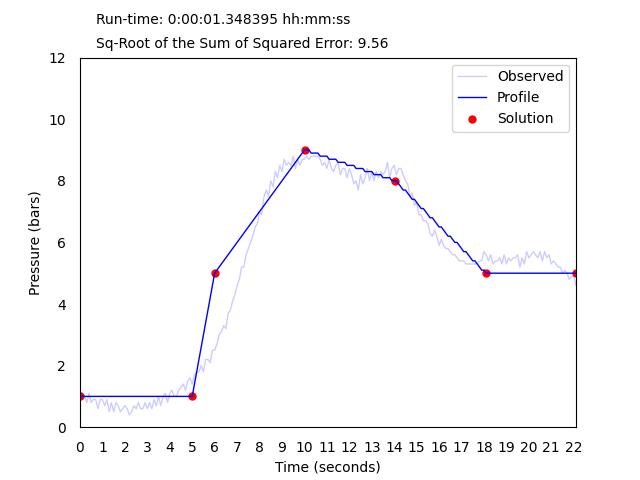 Run-time: 0:00:01.348395 hh:mm:ss
Sq-Root of the Sum of Squared Error: 9.56
Observed
Profile
Solution
12
10
8
6
4
2
0
Pressure (bars)
0 1 2 3 4 5 6 7 8 9 10 11 12 13 14 15 16 17 18 19 20 21 22
Time (seconds)